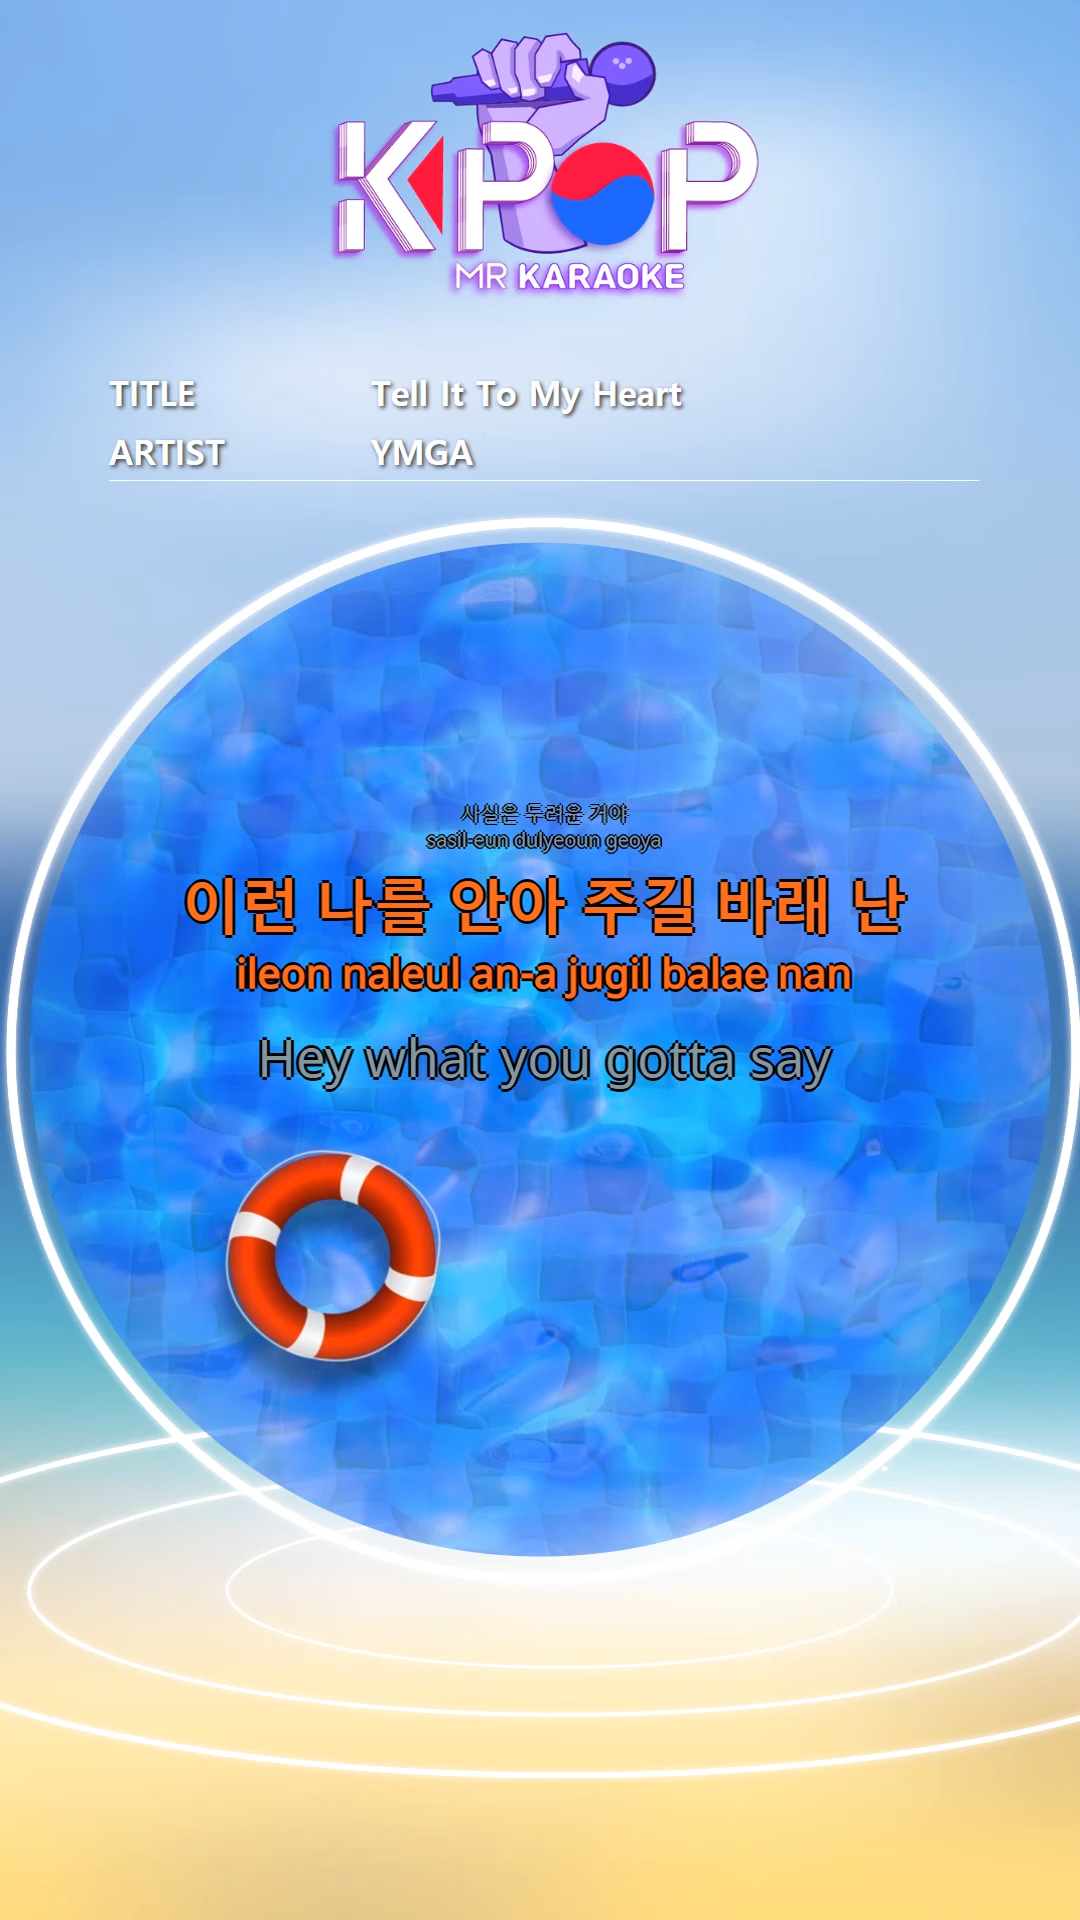 KPOP
MR KARAOKE
TITLE Tell It To My Heart
ARTIST YMGA
사실은 두려운 거야
sasil-eun dulyeoun geoya
이런 나를 안아 주길 바래 난
ileon naleul an-a jugil balae nan
Hey what you gotta say